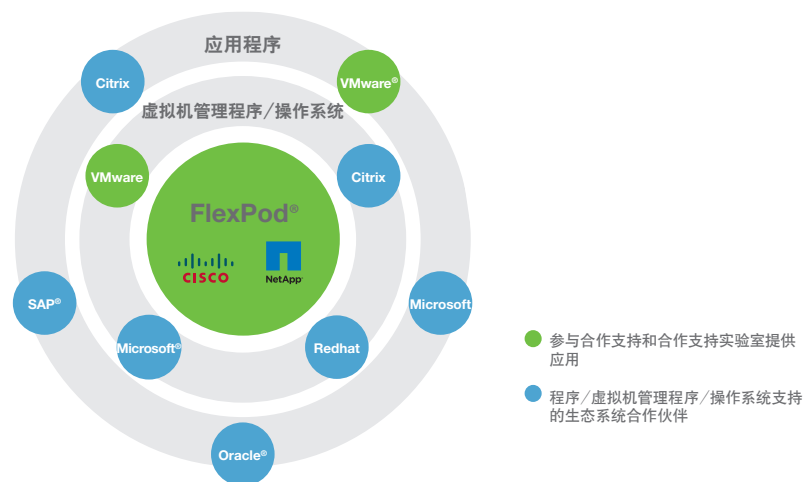 应用程序
Citrix
VMware®
虚拟机管理程序/操作系统
VMware
Citrix
FlexPod®
CISCO
NetApp®
SAP®
Microsoft
Microsoft®
Redhat
Oracle®
参与合作支持和合作支持实验室提供
应用
程序/虚拟机管理程序/操作系统支持
的生态系统合作伙伴